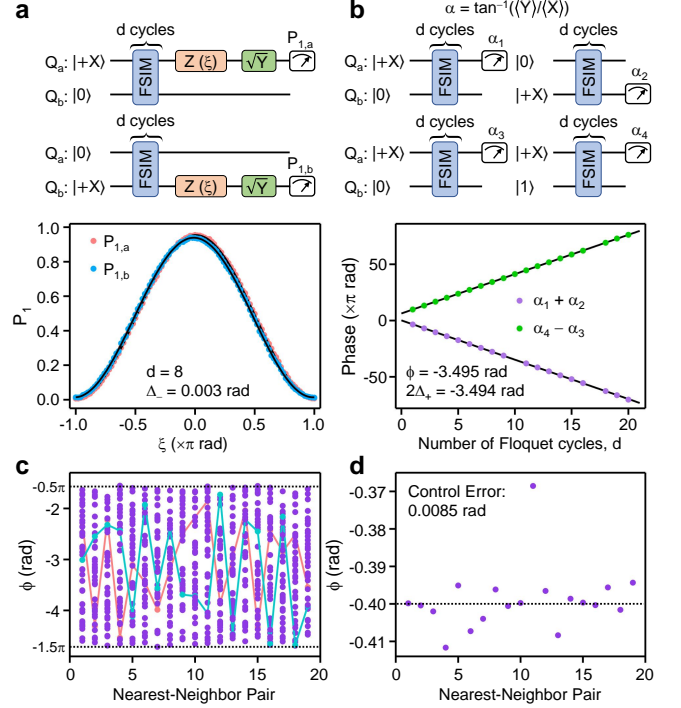 a
d cycles
P₁,ₐ
Qₐ: |+X⟩
FSIM
Z (ξ)
√Y
Q_b: |0⟩
d cycles
P₁,b
Qₐ: |0⟩
FSIM
Q_b: |+X⟩
Z (ξ)
√Y
b
α = tan⁻¹(⟨Y⟩/⟨X⟩)
d cycles
α₁
d cycles
Qₐ: |+X⟩
FSIM
|0⟩
FSIM
α₂
Q_b: |0⟩
|+X⟩
d cycles
α₃
d cycles
α₄
Qₐ: |+X⟩
FSIM
|+X⟩
FSIM
Q_b: |0⟩
|1⟩
P₁
1.0
0.8
0.6
0.4
0.2
0.0
P₁,ₐ
P₁,b
d = 8
Δ₋ = 0.003 rad
-1.0 -0.5 0.0 0.5 1.0
ξ (×π rad)
Phase (×π rad)
50
0
-50
α₁ + α₂
α₄ − α₃
ϕ = -3.495 rad
2Δ₊ = -3.494 rad
0 5 10 15 20
Number of Floquet cycles, d
c
ϕ (rad)
-0.5π
-2
-3
-4
-1.5π
0 5 10 15 20
Nearest-Neighbor Pair
d
ϕ (rad)
-0.37
-0.38
-0.39
-0.40
-0.41
Control Error:
0.0085 rad
0 5 10 15 20
Nearest-Neighbor Pair